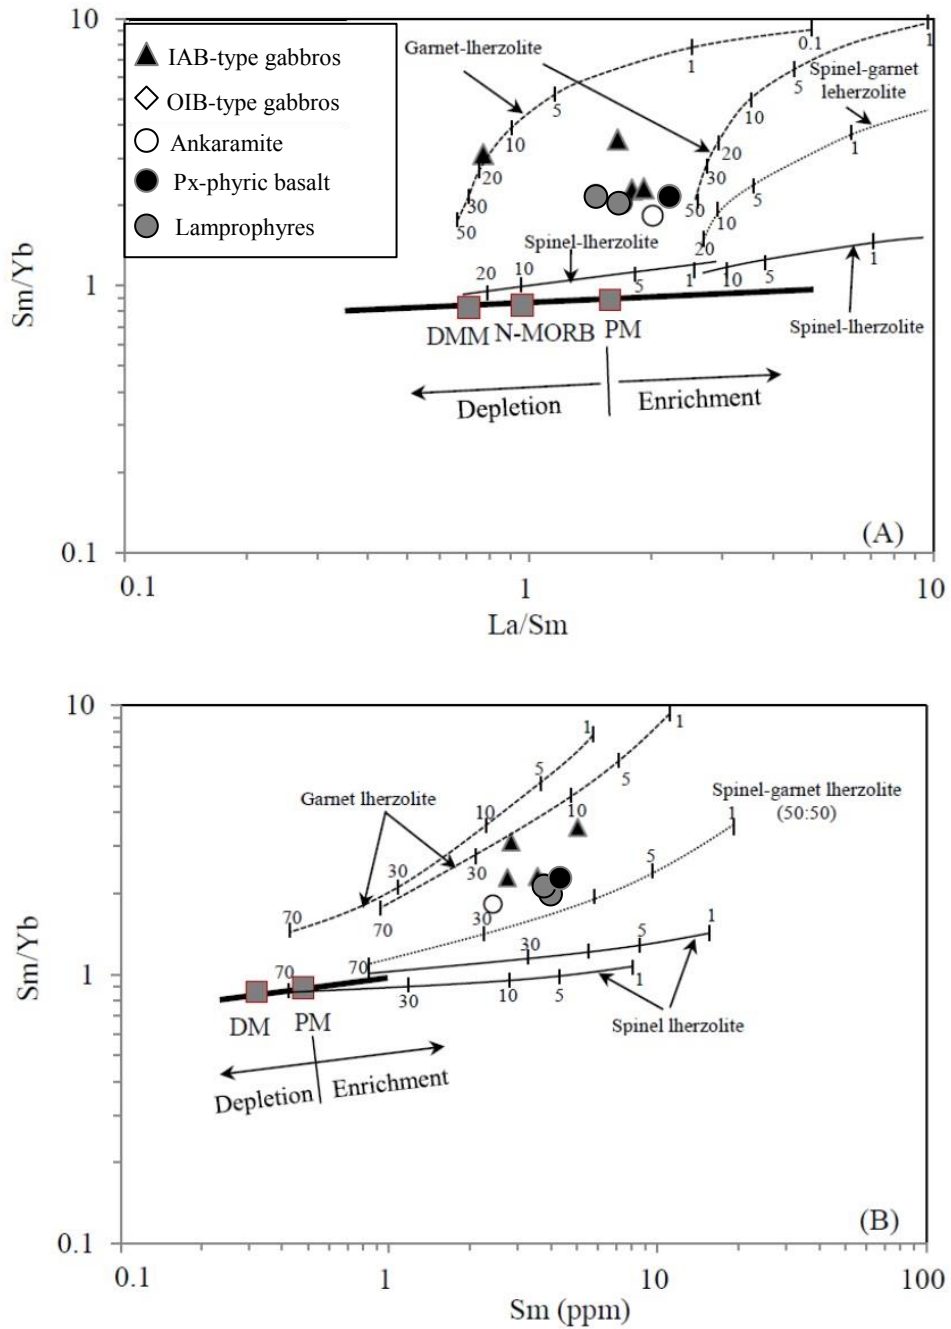 10
IAB-type gabbros
OIB-type gabbros
Ankaramite
Px-phyric basalt
Lamprophyres
Garnet-lherzolite
0.1
1
1
5
10
20
30
50
5
10
20
30
50
Spinel-garnet
leherzolite
1
5
10
20
Spinel-lherzolite
20
10
5
1
10
5
1
Spinel-lherzolite
Sm/Yb
1
DMM
N-MORB
PM
Depletion
Enrichment
(A)
0.1
0.1
1
10
La/Sm
10
Garnet lherzolite
1
5
10
30
70
1
5
10
30
70
Spinel-garnet lherzolite
(50:50)
1
5
30
70
1
5
30
70
30
10
5
1
Spinel lherzolite
Sm/Yb
1
DM
PM
Depletion
Enrichment
(B)
0.1
0.1
1
10
100
Sm (ppm)